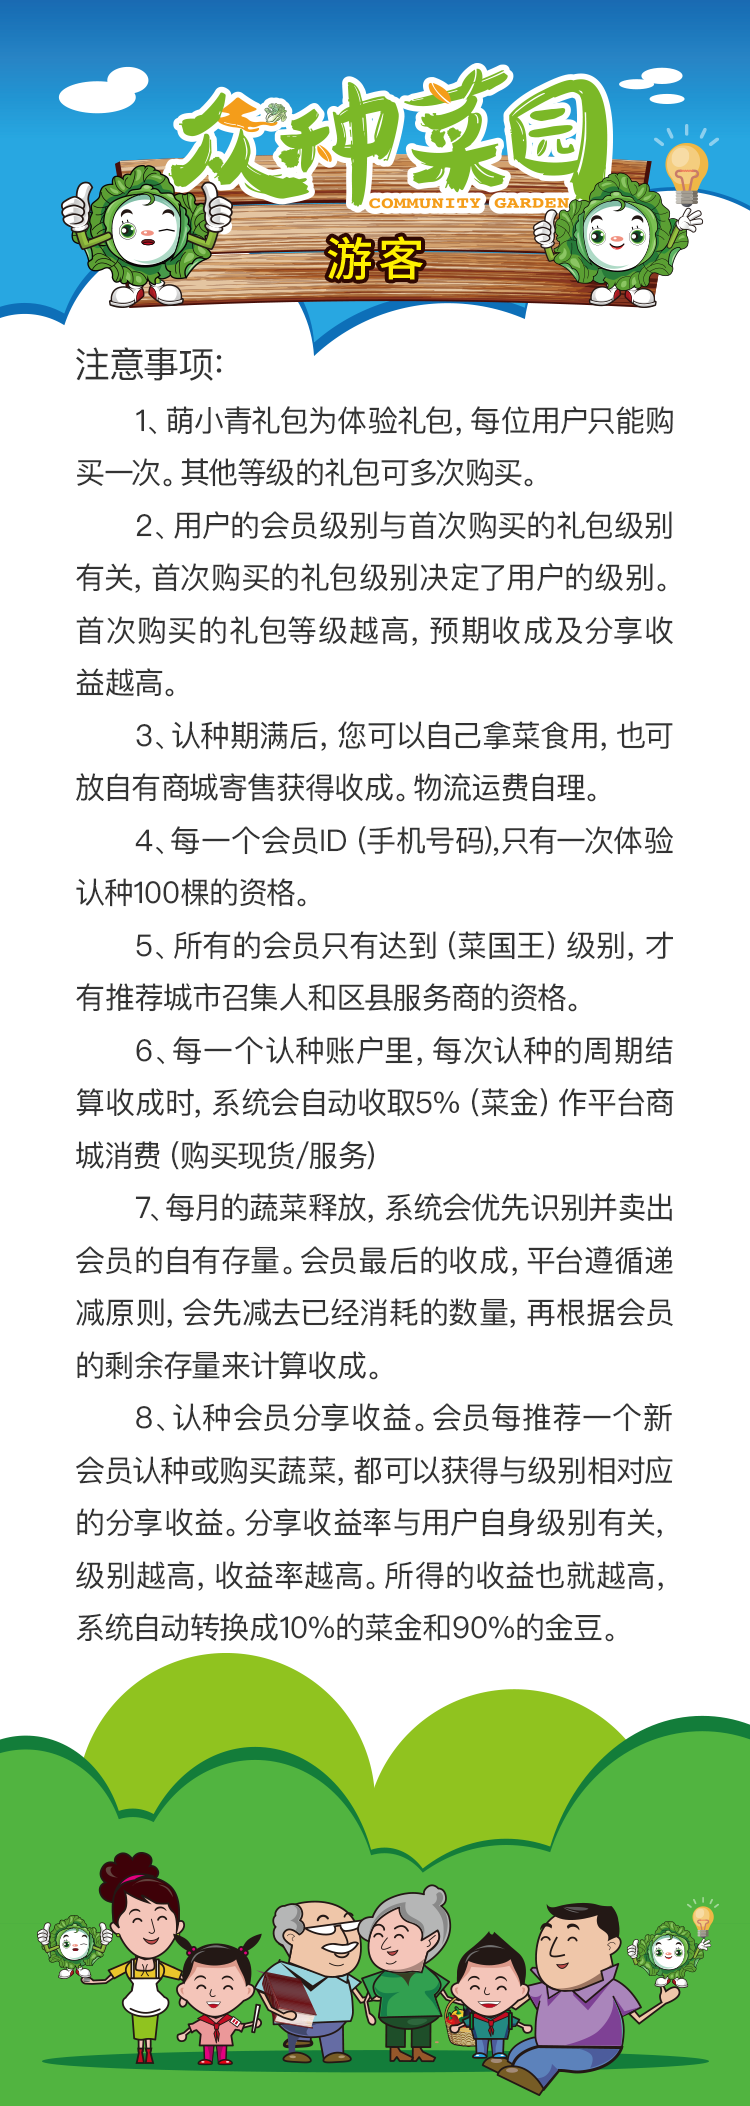 众种菜园
COMMUNITY GARDEN
游客
注意事项:
1、萌小青礼包为体验礼包, 每位用户只能购
买一次。其他等级的礼包可多次购买。
2、用户的会员级别与首次购买的礼包级别
有关, 首次购买的礼包级别决定了用户的级别。
首次购买的礼包等级越高, 预期收成及分享收
益越高。
3、认种期满后, 您可以自己拿菜食用, 也可
放自有商城寄售获得收成。物流运费自理。
4、每一个会员ID (手机号码),只有一次体验
认种100棵的资格。
5、所有的会员只有达到 (菜国王) 级别, 才
有推荐城市召集人和区县服务商的资格。
6、每一个认种账户里, 每次认种的周期结
算收成时, 系统会自动收取5% (菜金) 作平台商
城消费 (购买现货/服务)
7、每月的蔬菜释放, 系统会优先识别并卖出
会员的自有存量。会员最后的收成, 平台遵循递
减原则, 会先减去已经消耗的数量, 再根据会员
的剩余存量来计算收成。
8、认种会员分享收益。会员每推荐一个新
会员认种或购买蔬菜, 都可以获得与级别相对应
的分享收益。分享收益率与用户自身级别有关,
级别越高, 收益率越高。所得的收益也就越高,
系统自动转换成10%的菜金和90%的金豆。